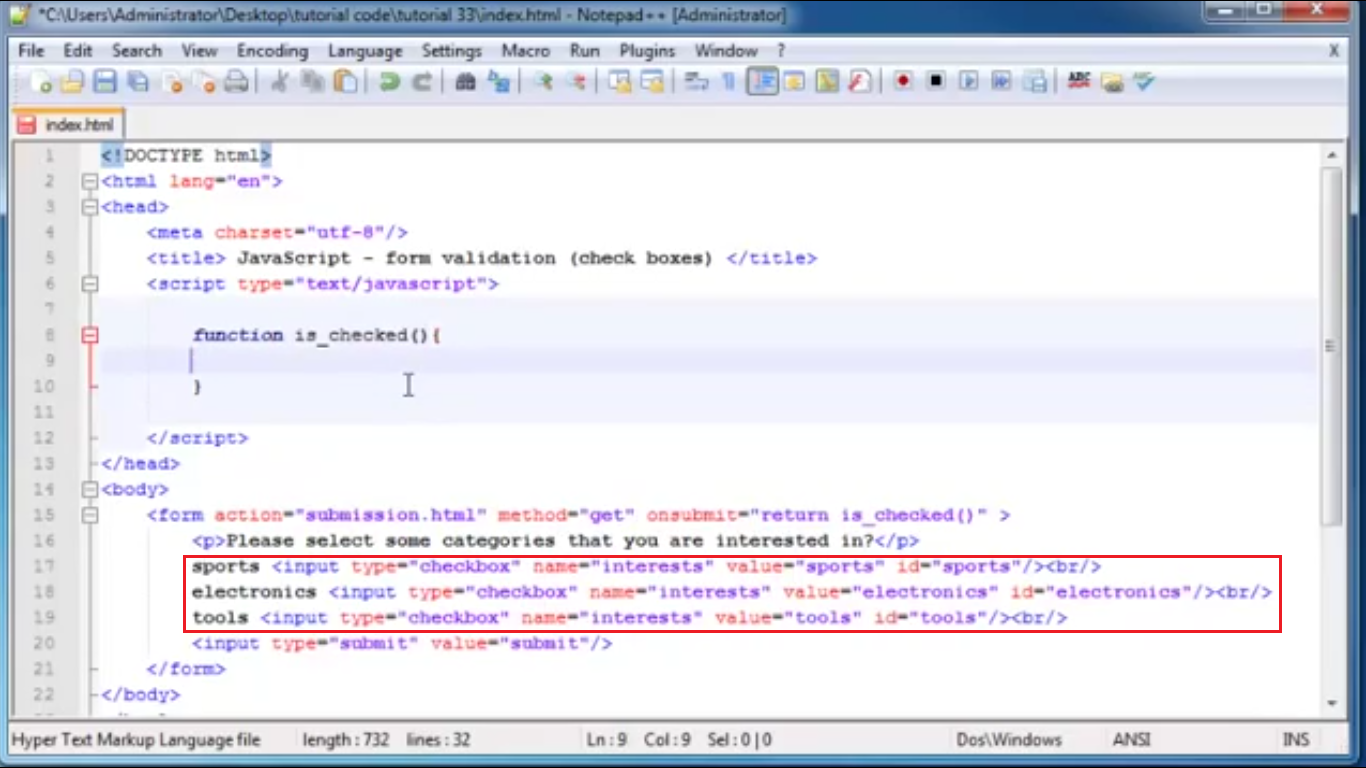 *C:\Users\Administrator\Desktop\tutorial code\tutorial 33\index.html - Notepad++ [Administrator]
File Edit Search View Encoding Language Settings Macro Run Plugins Window ? X
ABC
index.html
1 <!DOCTYPE html>
2 <html lang="en">
3 <head>
4 <meta charset="utf-8"/>
5 <title> JavaScript - form validation (check boxes) </title>
6 <script type="text/javascript">
7
8 function is_checked(){
9
10 }
11
12 </script>
13 </head>
14 <body>
15 <form action="submission.html" method="get" onsubmit="return is_checked()" >
16 <p>Please select some categories that you are interested in?</p>
17 sports <input type="checkbox" name="interests" value="sports" id="sports"/><br/>
18 electronics <input type="checkbox" name="interests" value="electronics" id="electronics"/><br/>
19 tools <input type="checkbox" name="interests" value="tools" id="tools"/><br/>
20 <input type="submit" value="submit"/>
21 </form>
22 </body>
Hyper Text Markup Language file length : 732 lines : 32 Ln : 9 Col : 9 Sel : 0 | 0 Dos\Windows ANSI INS